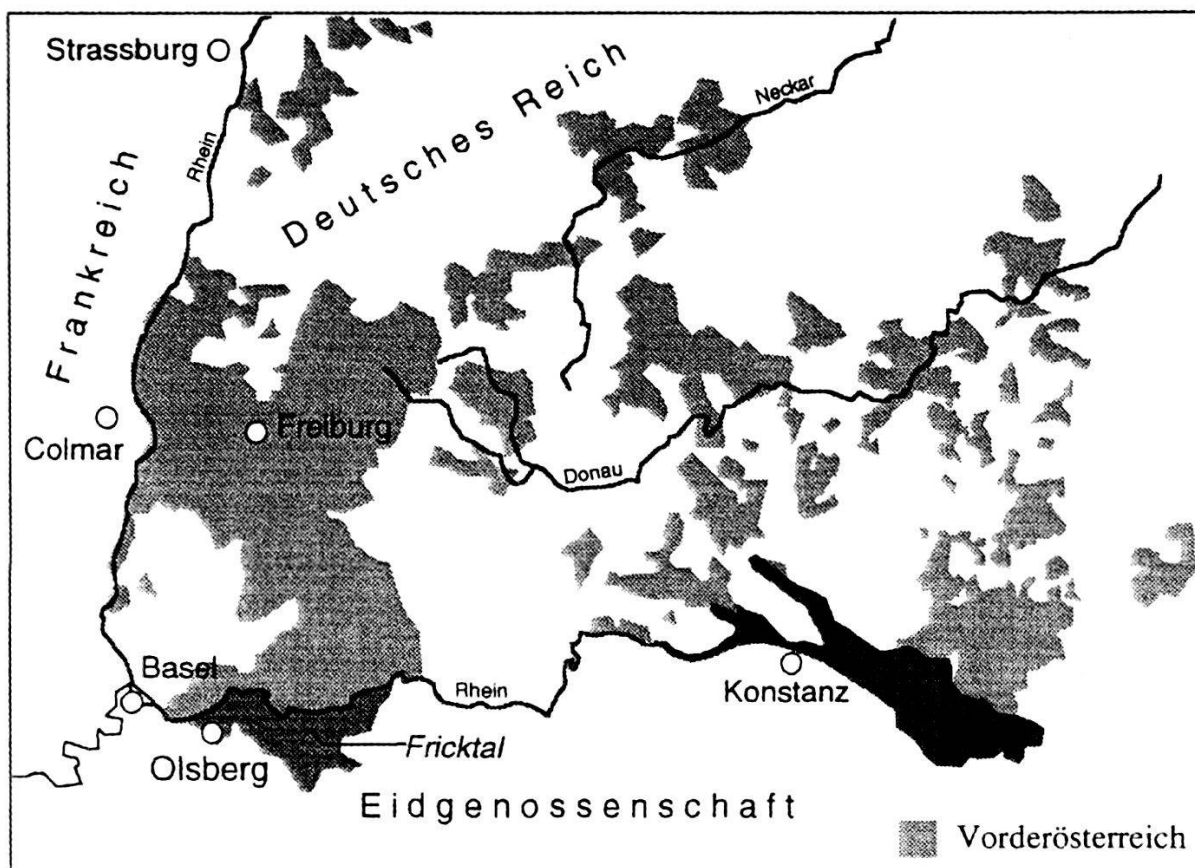 Strassburg
Deutsches Reich
Neckar
Rhein
Frankreich
Colmar
Freiburg
Donau
Basel
Rhein
Konstanz
Fricktal
Olsberg
Eidgenossenschaft
Vorderösterreich